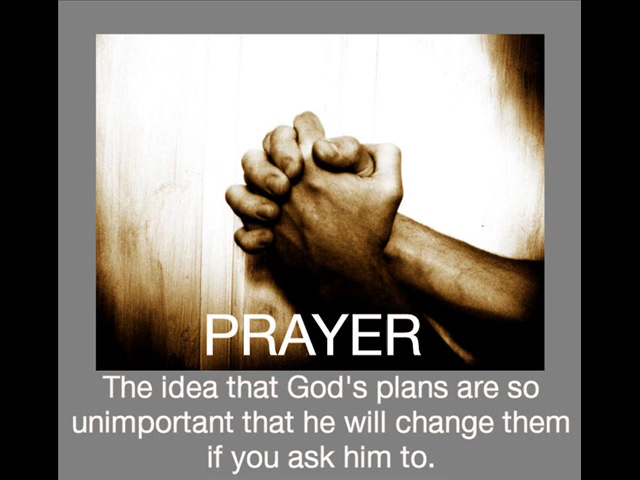 PRAYER
The idea that God's plans are so
unimportant that he will change them
if you ask him to.